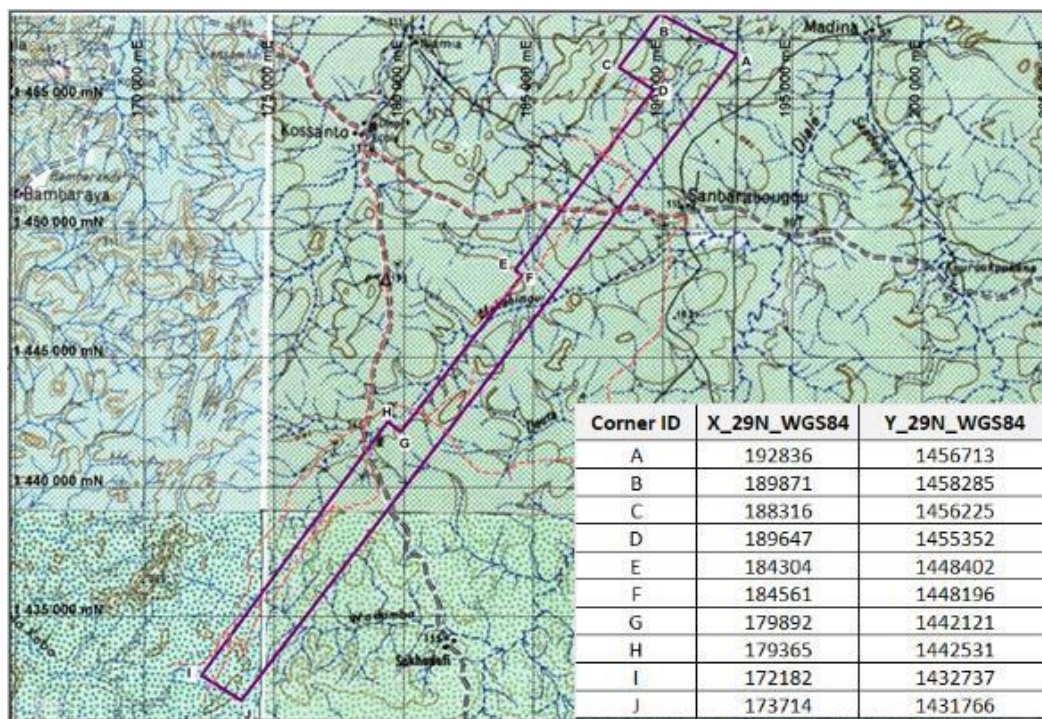 B
Madina
C
A
D
Namia
1 455 000 mN
170 000 mE
175 000 mE
180 000 mE
185 000 mE
190 000 mE
195 000 mE
200 000 mE
Kossanto
Djale
Bambaraya
Sanbarabougou
1 450 000 mN
E
F
1 445 000 mN
H
G
1 440 000 mN
1 435 000 mN
Wadumba
I
J
Corner ID X_29N_WGS84 Y_29N_WGS84
A 192836 1456713
B 189871 1458285
C 188316 1456225
D 189647 1455352
E 184304 1448402
F 184561 1448196
G 179892 1442121
H 179365 1442531
I 172182 1432737
J 173714 1431766